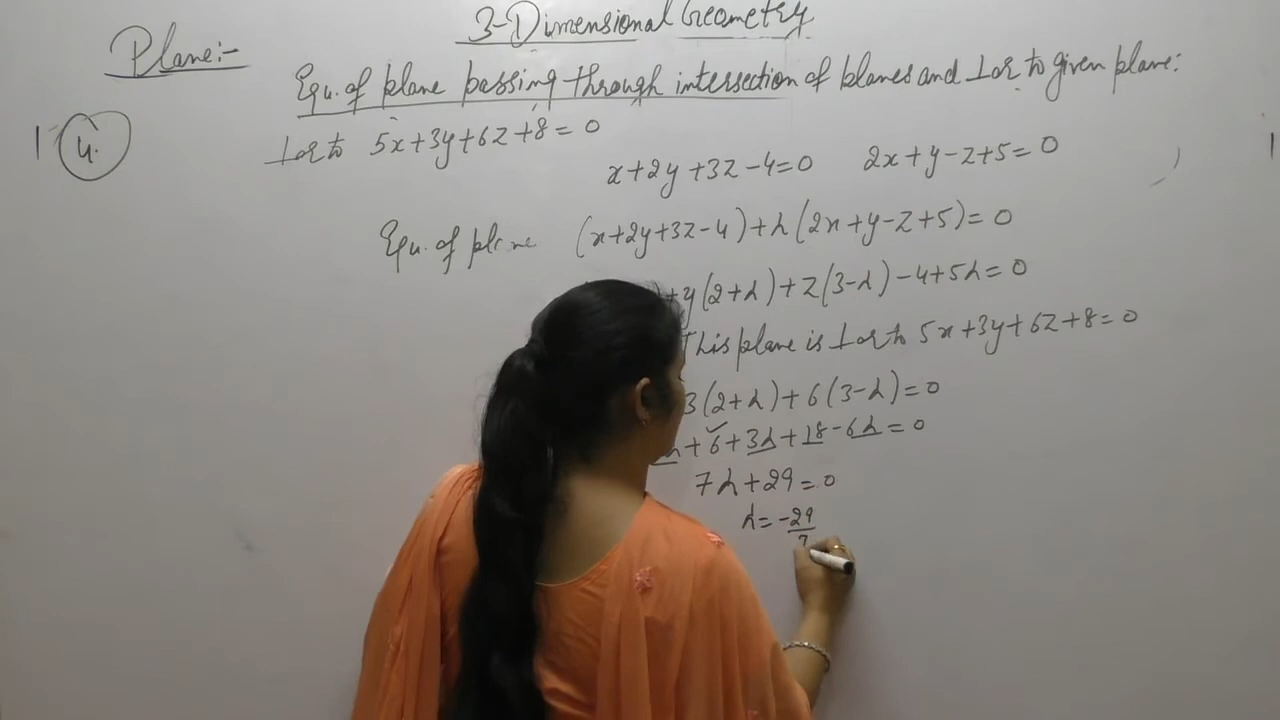 3-Dimensional Geometry
Plane:-
Equ. of plane passing through intersection of planes and ⊥ar to given plane:
4.
⊥ar to 5x+3y+6z+8=0
x+2y+3z-4=0 2x+y-z+5=0
Equ. of plane (x+2y+3z-4)+λ(2x+y-z+5)=0
)+y(2+λ)+z(3-λ)-4+5λ=0
This plane is ⊥ar to 5x+3y+6z+8=0
3(2+λ)+6(3-λ)=0
+6+3λ+18-6λ=0
7λ+29=0
λ=-29/7